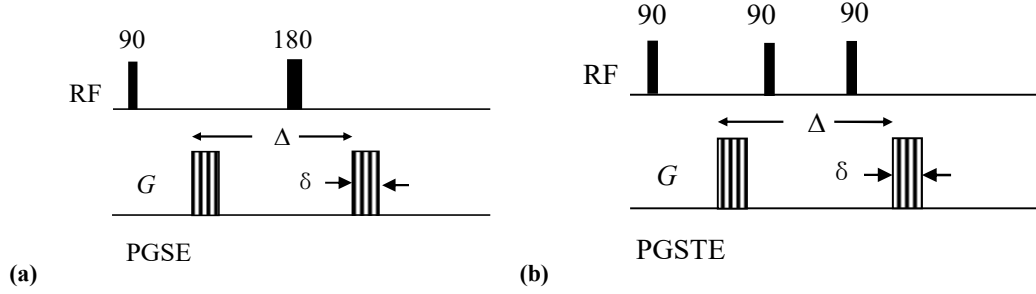 90 180
RF
Δ
G δ
PGSE
(a)
90 90 90
RF
Δ
G δ
PGSTE
(b)